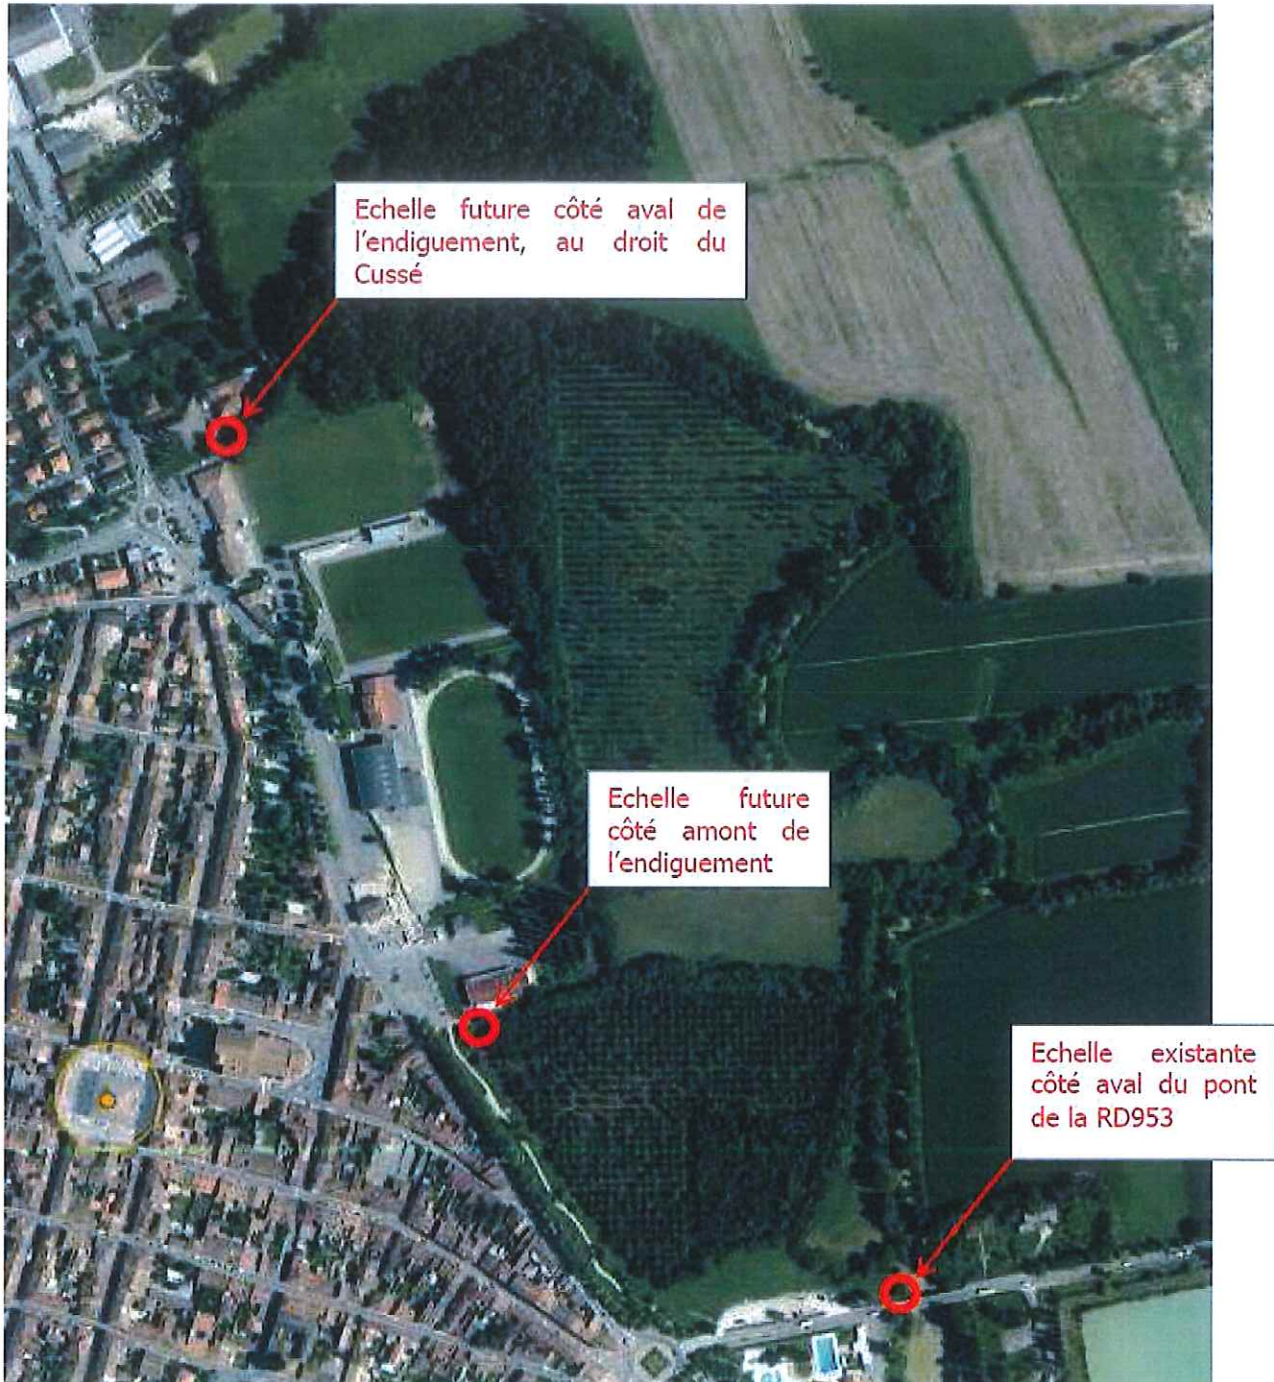 Echelle future côté aval de
l'endiguement, au droit du
Cussé
Echelle future
côté amont de
l'endiguement
Echelle existante
côté aval du pont
de la RD953